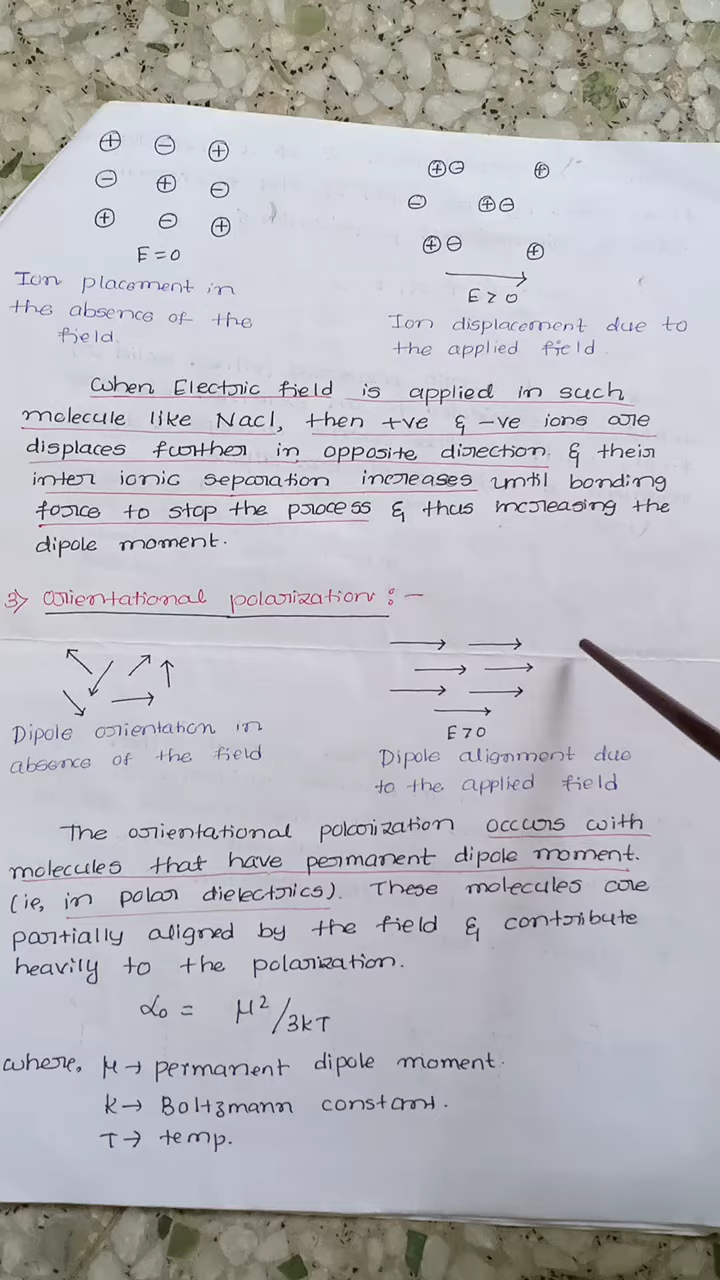 ⊕ ⊖ ⊕
⊖ ⊕ ⊖
⊕ ⊖ ⊕
E=0
Ion placement in
the absence of the
field.
⊕⊖ ⊕
⊖ ⊕⊖
⊕⊖ ⊕
E>0
Ion displacement due to
the applied field.
When Electric field is applied in such
molecule like Nacl, then +ve & -ve ions are
displaces further in opposite direction & their
inter ionic separation increases until bonding
force to stop the process & thus increasing the
dipole moment.
3) orientational polarization :-
Dipole orientation in
absence of the field
E>0
Dipole alignment due
to the applied field
The orientational polarization occurs with
molecules that have permanent dipole moment.
(ie, in polar dielectrics). These molecules are
partially aligned by the field & contribute
heavily to the polarization.
α₀ = μ²/3kT
where, μ→ permanent dipole moment.
k→ Boltzmann constant.
T→ temp.